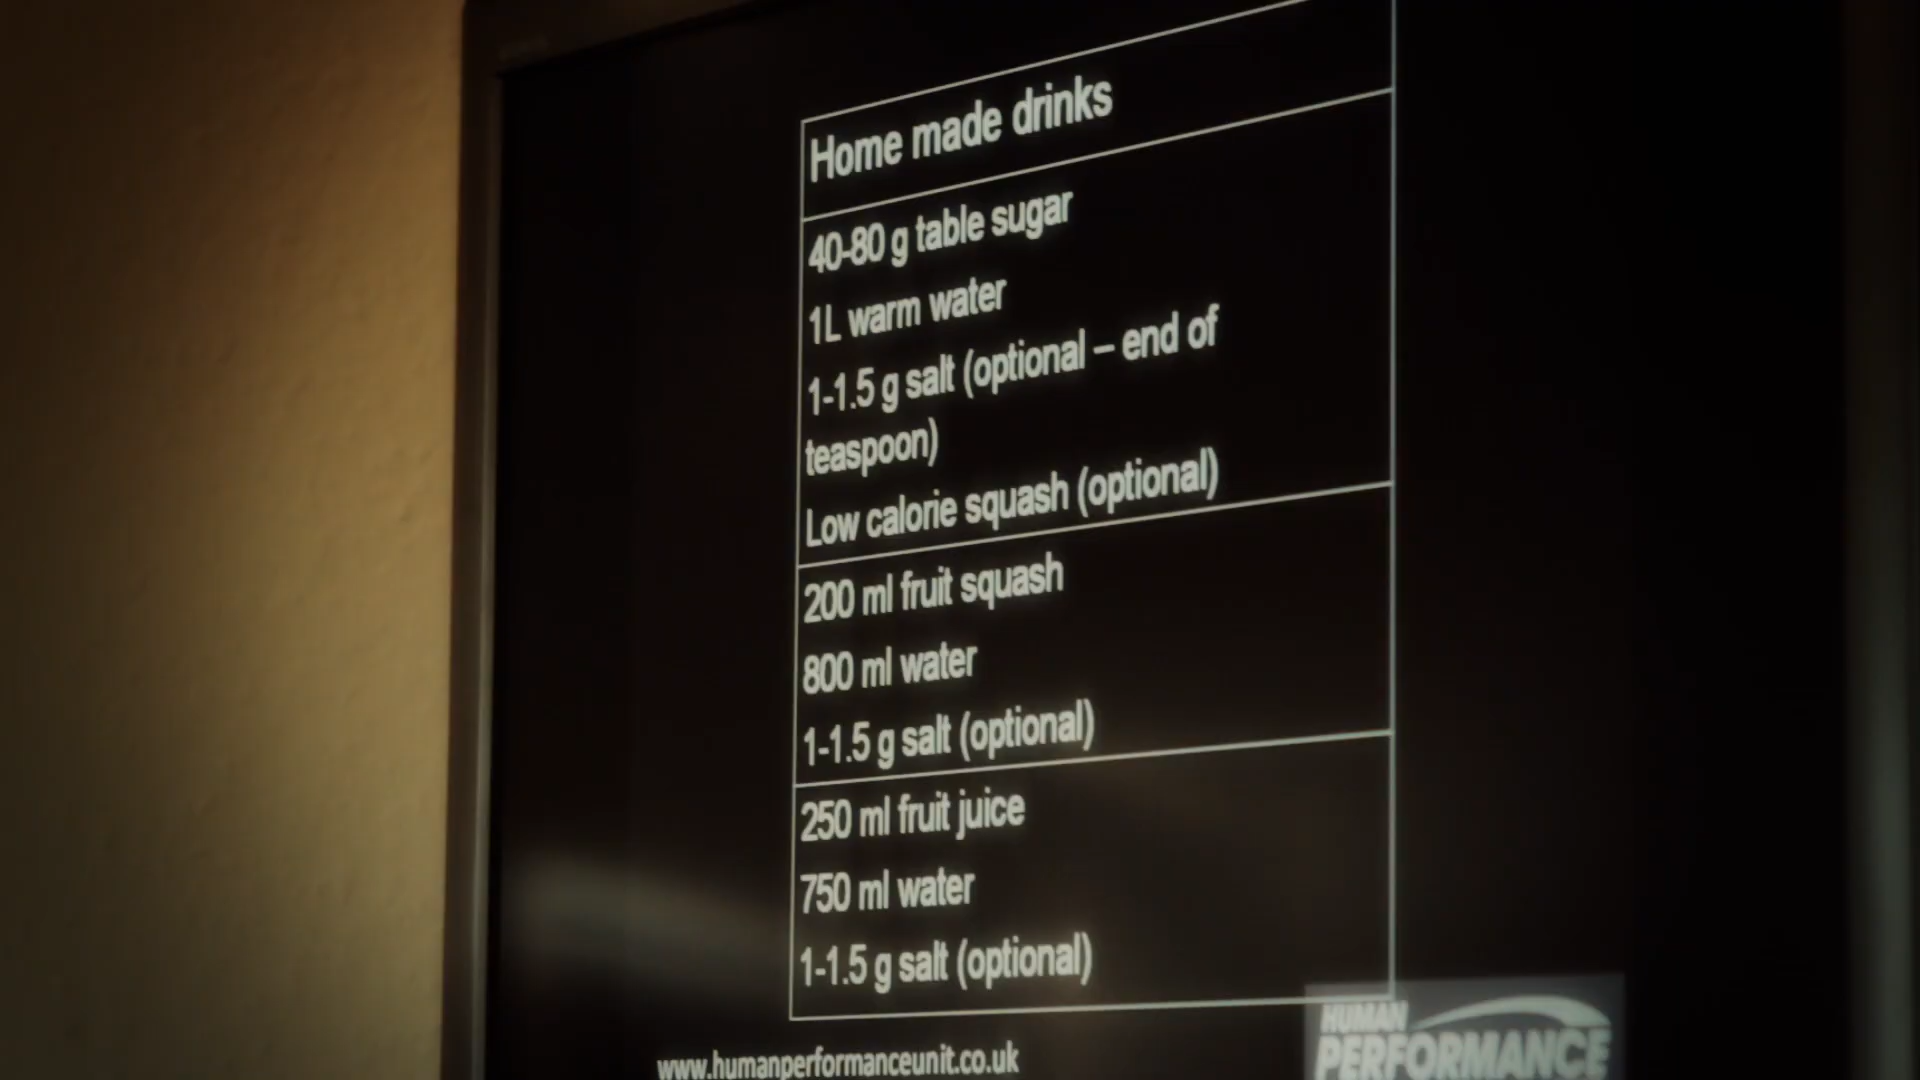 Home made drinks
40-80 g table sugar
1L warm water
1-1.5 g salt (optional – end of
teaspoon)
Low calorie squash (optional)
200 ml fruit squash
800 ml water
1-1.5 g salt (optional)
250 ml fruit juice
750 ml water
1-1.5 g salt (optional)
www.humanperformanceunit.co.uk
HUMAN
PERFORMANCE